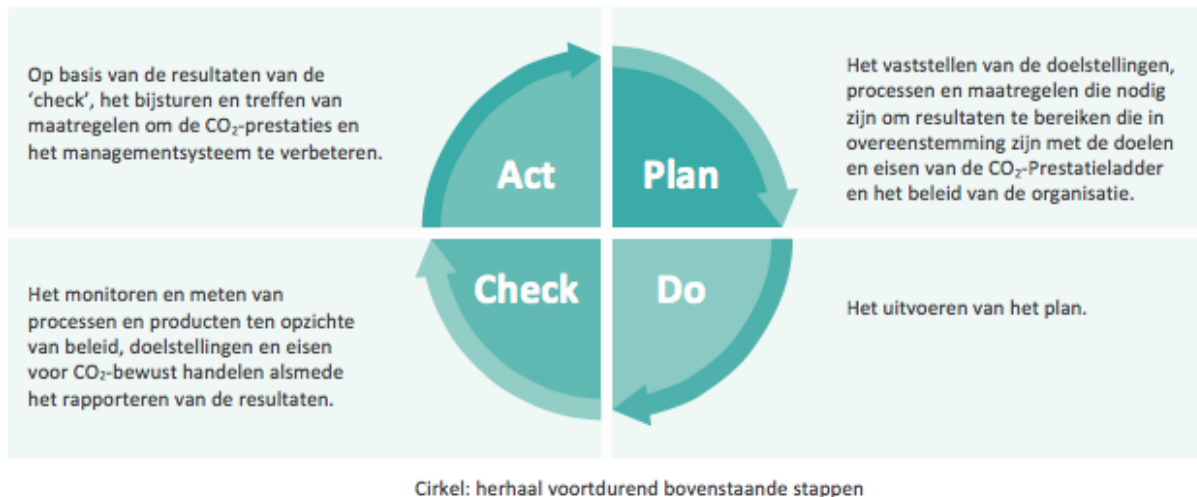 Op basis van de resultaten van de
‘check’, het bijsturen en treffen van
maatregelen om de CO₂-prestaties en
het managementsysteem te verbeteren.
Act
Plan
Het vaststellen van de doelstellingen,
processen en maatregelen die nodig
zijn om resultaten te bereiken die in
overeenstemming zijn met de doelen
en eisen van de CO₂-Prestatieladder
en het beleid van de organisatie.
Het monitoren en meten van
processen en producten ten opzichte
van beleid, doelstellingen en eisen
voor CO₂-bewust handelen alsmede
het rapporteren van de resultaten.
Check
Do
Het uitvoeren van het plan.
Cirkel: herhaal voortdurend bovenstaande stappen